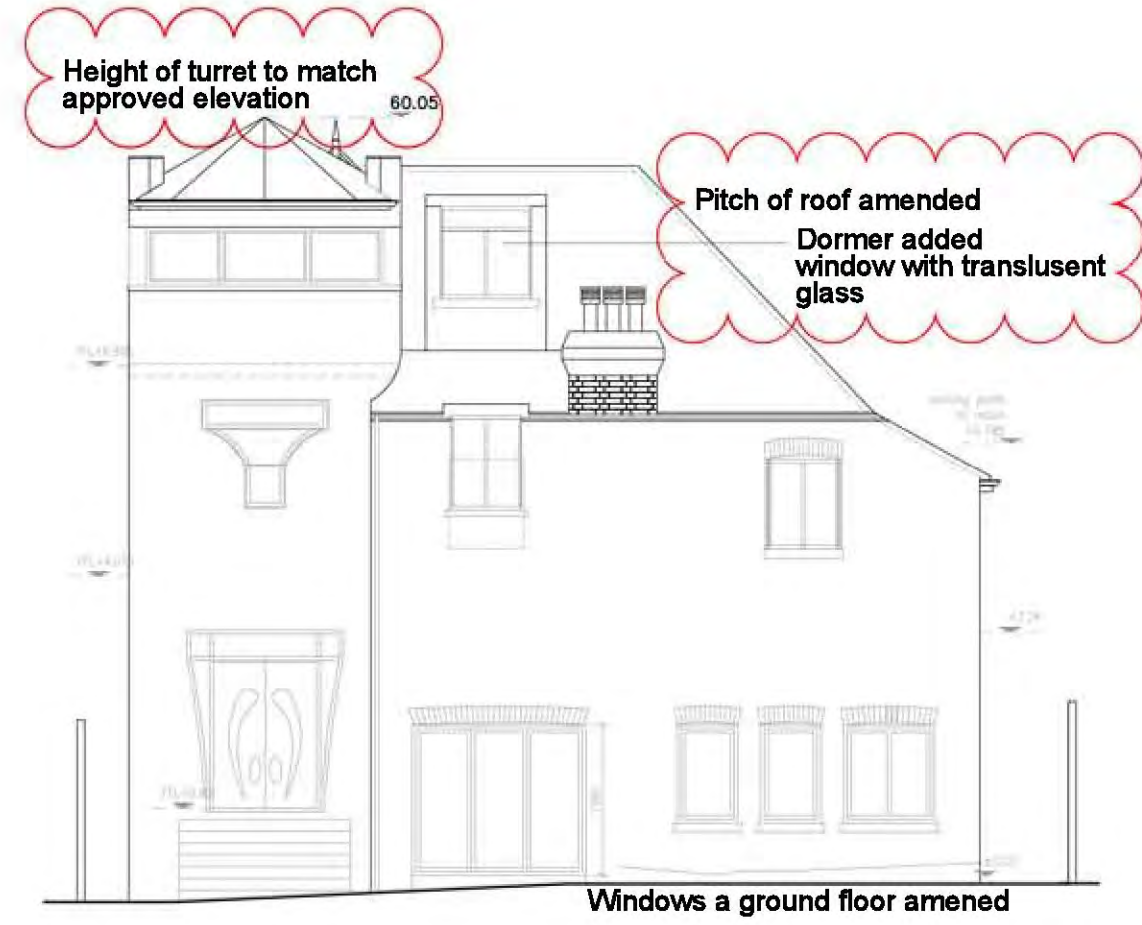 Height of turret to match
approved elevation
60.05
Pitch of roof amended
Dormer added
window with translusent
glass
Windows a ground floor amened